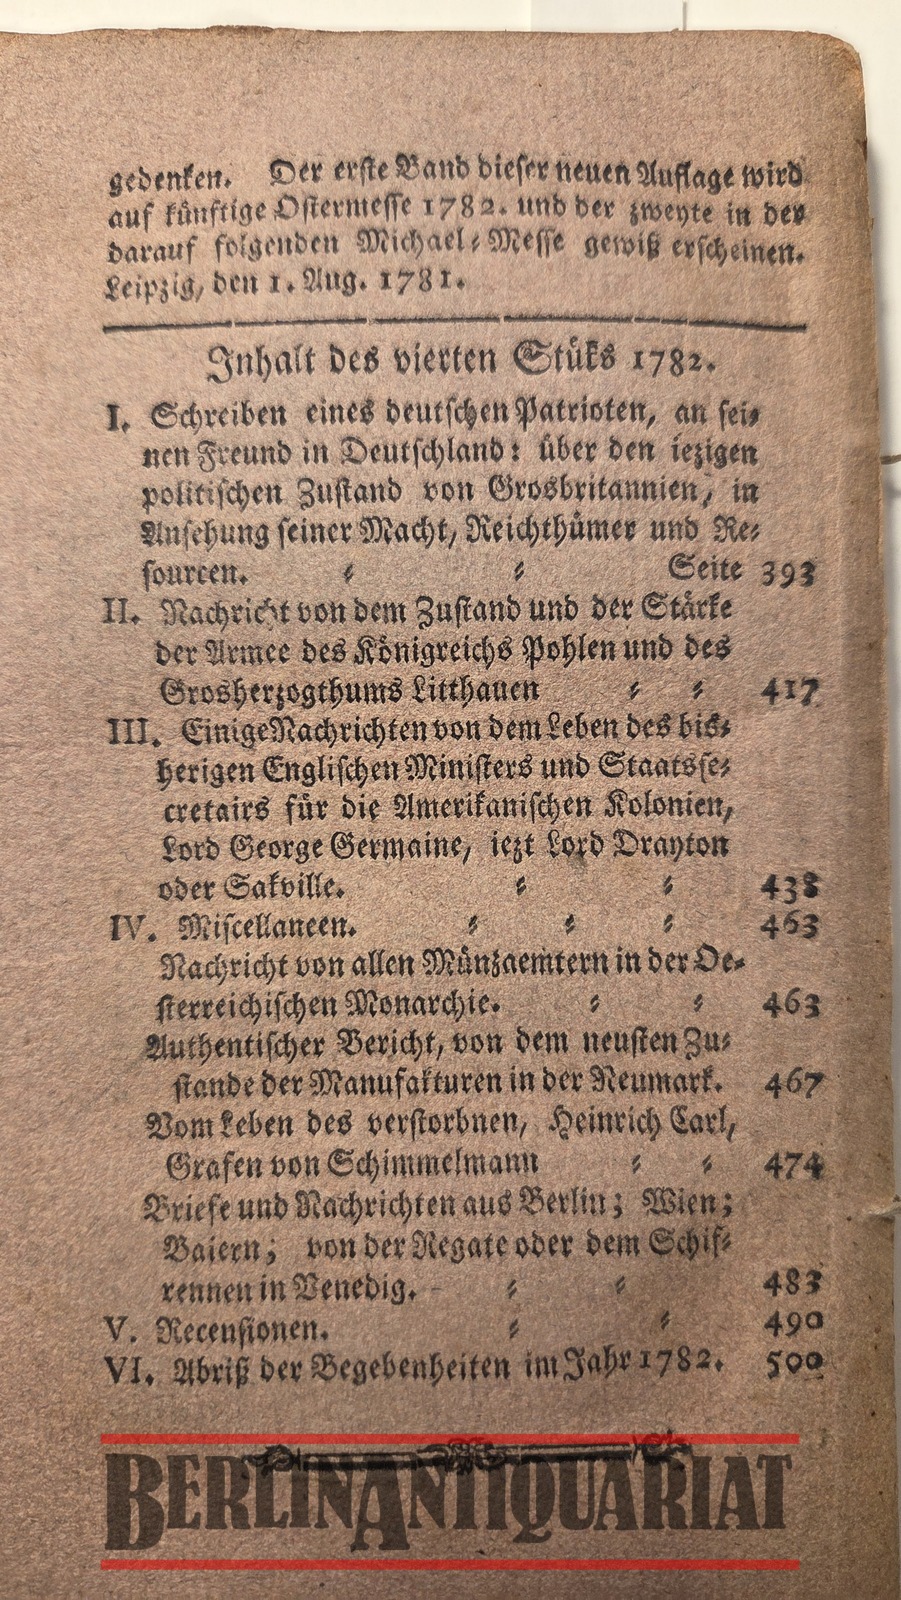 gedenken. Der erste Band dieser neuen Auflage wird
auf künftige Ostermesse 1782. und der zweyte in der
darauf folgenden Michael⸗Messe gewiß erscheinen.
Leipzig, den 1. Aug. 1781.
Inhalt des vierten Stüks 1782.
I. Schreiben eines deutschen Patrioten, an sei⸗
nen Freund in Deutschland: über den iezigen
politischen Zustand von Grosbritannien, in
Ansehung seiner Macht, Reichthümer und Re⸗
sourcen. ⸗ ⸗ Seite 393
II. Nachricht von dem Zustand und der Stärke
der Armee des Königreichs Pohlen und des
Grosherzogthums Litthauen ⸗ ⸗ 417
III. Einige Nachrichten von dem Leben des bis⸗
herigen Englischen Ministers und Staatsse⸗
cretairs für die Amerikanischen Kolonien,
Lord George Germaine, iezt Lord Drayton
oder Sakville. ⸗ ⸗ 438
IV. Miscellaneen. ⸗ ⸗ ⸗ 463
Nachricht von allen Münzaemtern in der Oe⸗
sterreichischen Monarchie. ⸗ ⸗ 463
Authentischer Bericht, von dem neusten Zu⸗
stande der Manufakturen in der Neumark. 467
Vom Leben des verstorbnen, Heinrich Carl,
Grafen von Schimmelmann ⸗ ⸗ 474
Briefe und Nachrichten aus Berlin; Wien;
Baiern; von der Regate oder dem Schif⸗
rennen in Venedig. ⸗ ⸗ 483
V. Recensionen. ⸗ ⸗ 490
VI. Abriß der Begebenheiten im Jahr 1782. 500
BERLINANTIQUARIAT